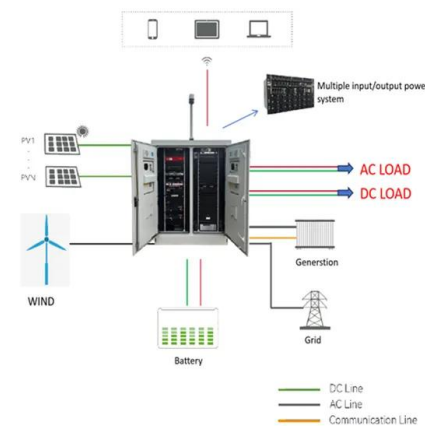 Multiple input/output power
system
PV1
PVN
AC LOAD
DC LOAD
WIND
Generstion
Grid
Battery
DC Line
AC Line
Communication Line